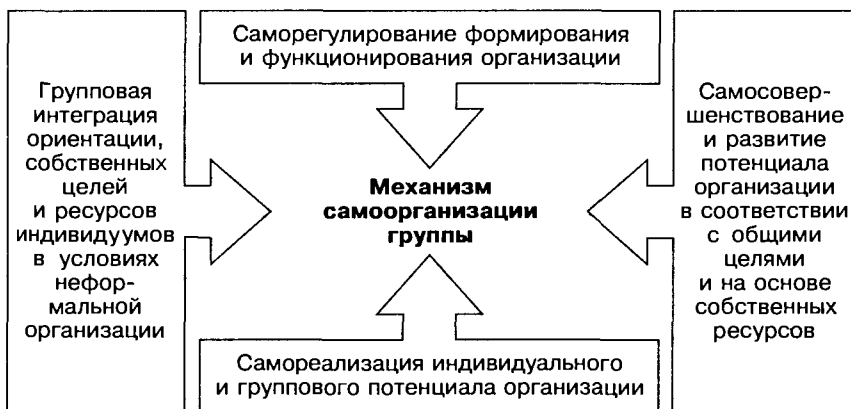 Саморегулирование формирования
и функционирования организации
Групповая
интеграция
ориентации,
собственных
целей
и ресурсов
индивидуумов
в условиях
нефор-
мальной
организации
Механизм
самоорганизации
группы
Самосовер-
шенствование
и развитие
потенциала
организации
в соответствии
с общими
целями
и на основе
собственных
ресурсов
Самореализация индивидуального
и группового потенциала организации